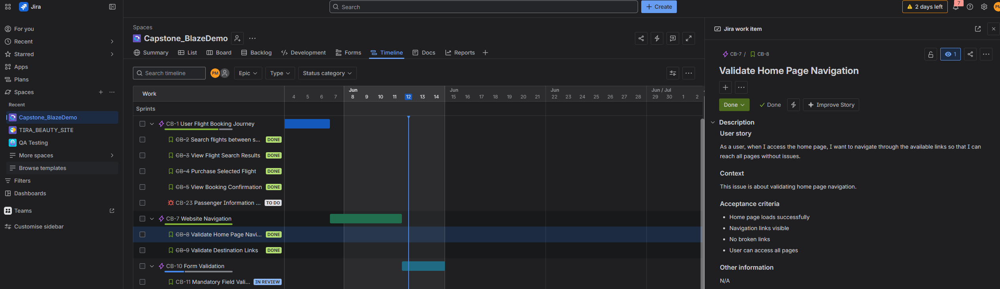 Jira
Search
Create
2 days left
7
PM
For you
Recent
Starred
Apps
Plans
Spaces
Recent
Capstone_BlazeDemo
TIRA_BEAUTY_SITE
QA Testing
More spaces
Browse templates
Filters
Dashboards
Teams
Customise sidebar
Spaces
Capstone_BlazeDemo
Summary
List
Board
Backlog
Development
Forms
Timeline
Docs
Reports
Search timeline
PM
Epic
Type
Status category
Work
Jun
Jun
Jun
Jun / Jul
4 5 6 7 8 9 10 11 12 13 14 15 16 17 18 19 20 21 22 23 24 25 26 27 28 29 30 1 2
Sprints
CB-1 User Flight Booking Journey
CB-2 Search flights between s... DONE
CB-3 View Flight Search Results DONE
CB-4 Purchase Selected Flight DONE
CB-5 View Booking Confirmation DONE
CB-23 Passenger Information ... TO DO
CB-7 Website Navigation
CB-8 Validate Home Page Navi... DONE
CB-9 Validate Destination Links DONE
CB-10 Form Validation
CB-11 Mandatory Field Vali... IN REVIEW
Jira work item
CB-7 / CB-8
1
Validate Home Page Navigation
Done
Done
Improve Story
Description
User story
As a user, when I access the home page, I want to navigate through the available links so that I can
reach all pages without issues.
Context
This issue is about validating home page navigation.
Acceptance criteria
• Home page loads successfully
• Navigation links visible
• No broken links
• User can access all pages
Other information
N/A